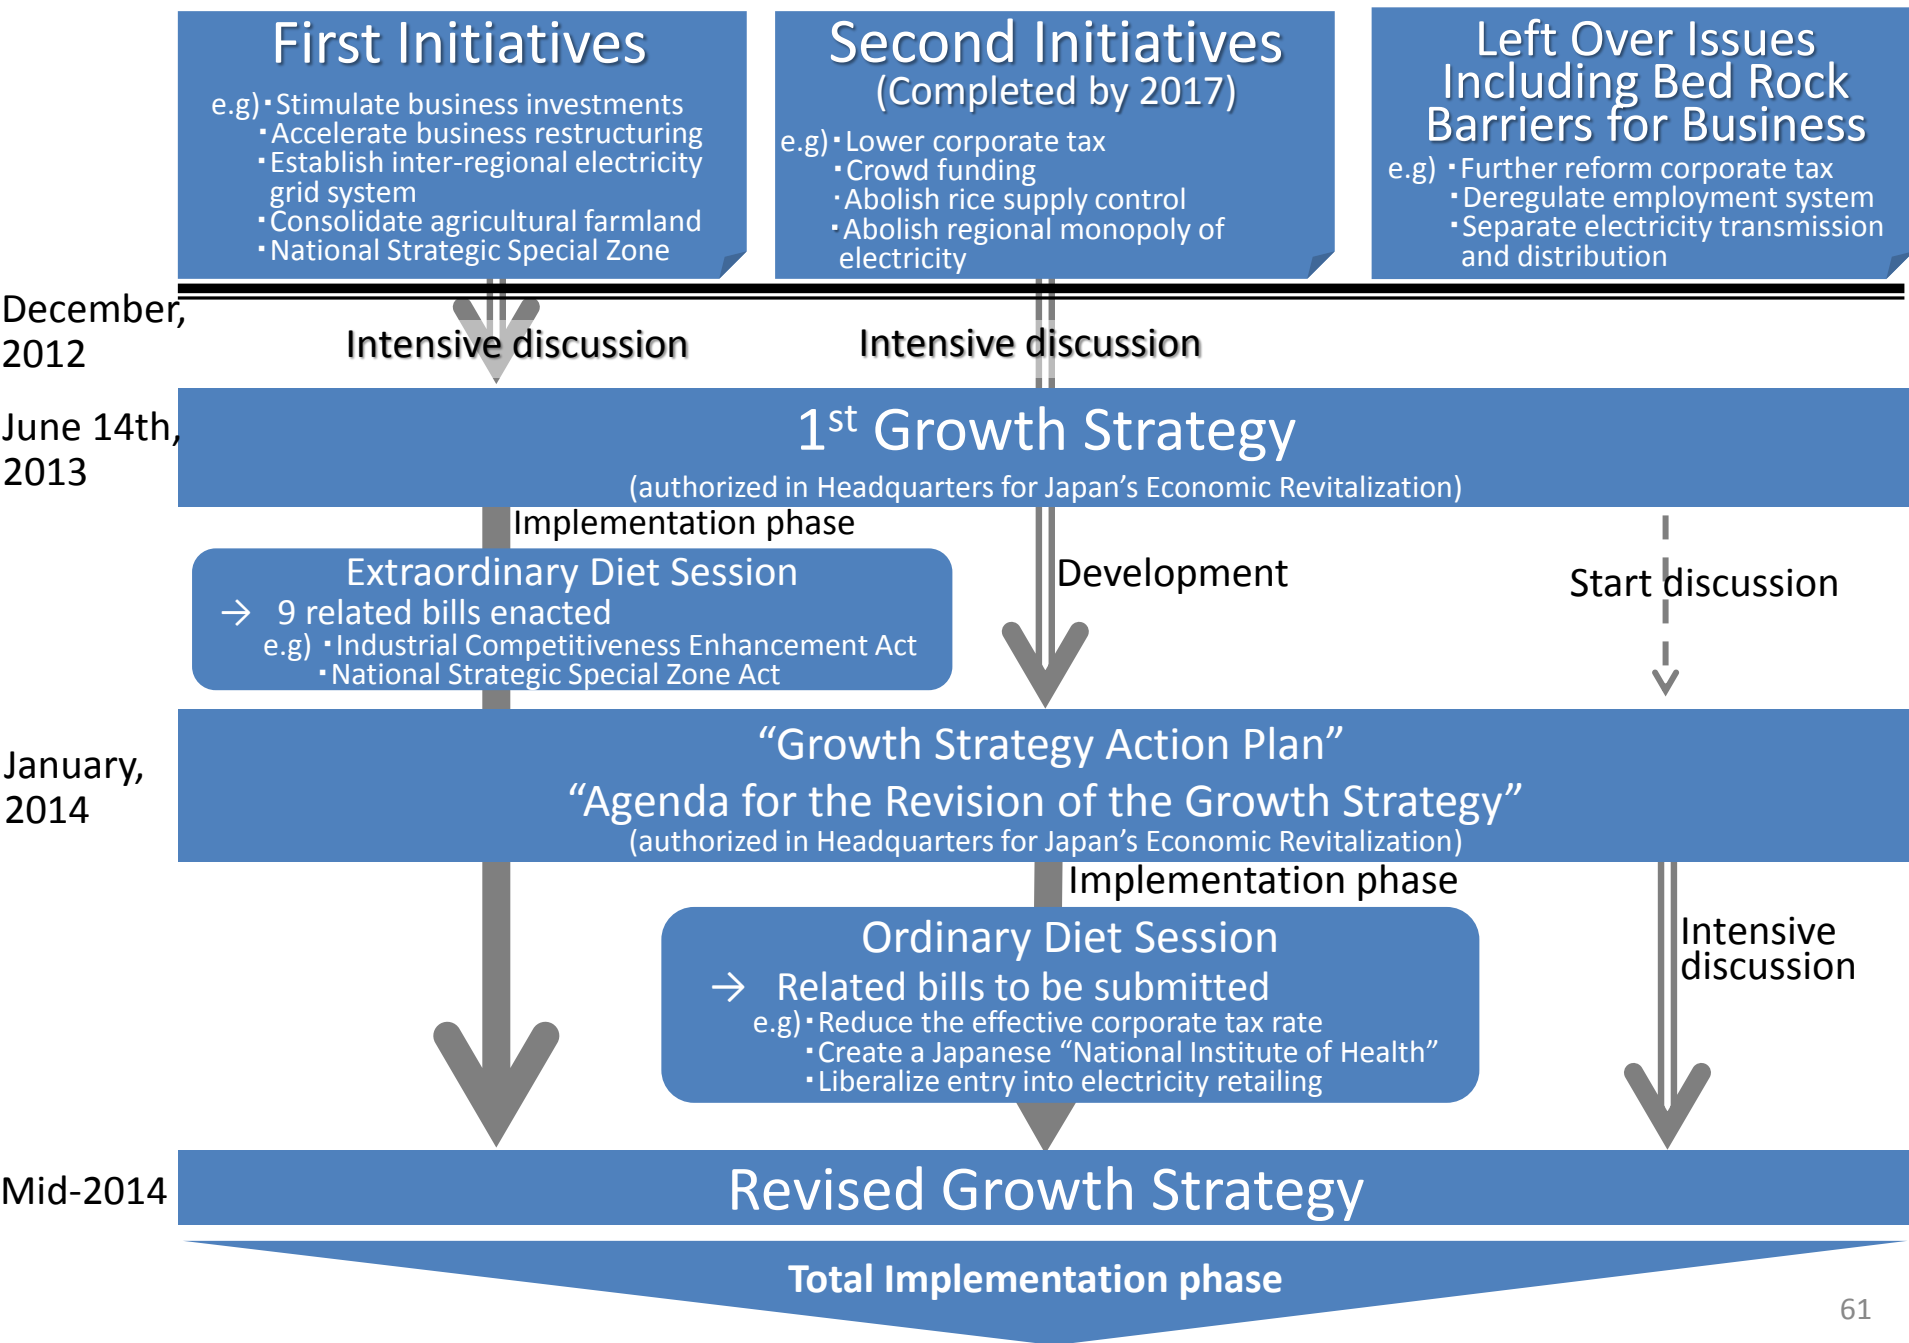 First Initiatives
e.g)・Stimulate business investments
・Accelerate business restructuring
・Establish inter-regional electricity
grid system
・Consolidate agricultural farmland
・National Strategic Special Zone
Second Initiatives
(Completed by 2017)
e.g)・Lower corporate tax
・Crowd funding
・Abolish rice supply control
・Abolish regional monopoly of
electricity
Left Over Issues
Including Bed Rock
Barriers for Business
e.g) ・Further reform corporate tax
・Deregulate employment system
・Separate electricity transmission
and distribution
December,
2012
Intensive discussion
Intensive discussion
June 14th,
2013
1st Growth Strategy
(authorized in Headquarters for Japan’s Economic Revitalization)
Implementation phase
Extraordinary Diet Session
→ 9 related bills enacted
e.g) ・Industrial Competitiveness Enhancement Act
・National Strategic Special Zone Act
Development
Start discussion
January,
2014
“Growth Strategy Action Plan”
“Agenda for the Revision of the Growth Strategy”
(authorized in Headquarters for Japan’s Economic Revitalization)
Implementation phase
Ordinary Diet Session
→ Related bills to be submitted
e.g)・Reduce the effective corporate tax rate
・Create a Japanese “National Institute of Health”
・Liberalize entry into electricity retailing
Intensive
discussion
Mid-2014
Revised Growth Strategy
Total Implementation phase
61